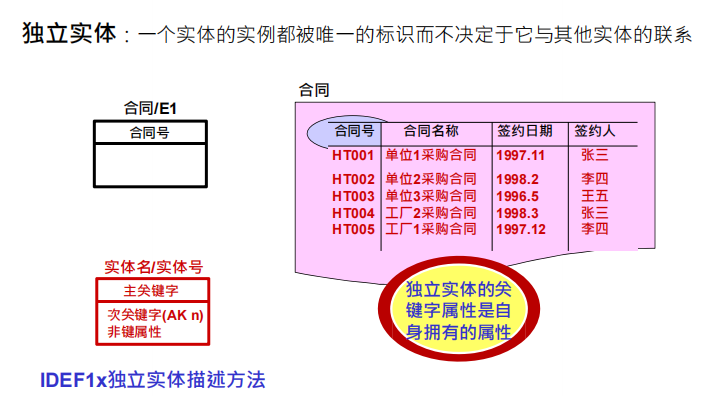 独立实体：一个实体的实例都被唯一的标识而不决定于它与其他实体的联系
合同/E1
合同号
合同
合同号 合同名称 签约日期 签约人
HT001 单位1采购合同 1997.11 张三
HT002 单位2采购合同 1998.2 李四
HT003 单位3采购合同 1996.5 王五
HT004 工厂2采购合同 1998.3 张三
HT005 工厂1采购合同 1997.12 李四
实体名/实体号
主关键字
次关键字(AK n)
非键属性
独立实体的关
键字属性是自
身拥有的属性
IDEF1x独立实体描述方法